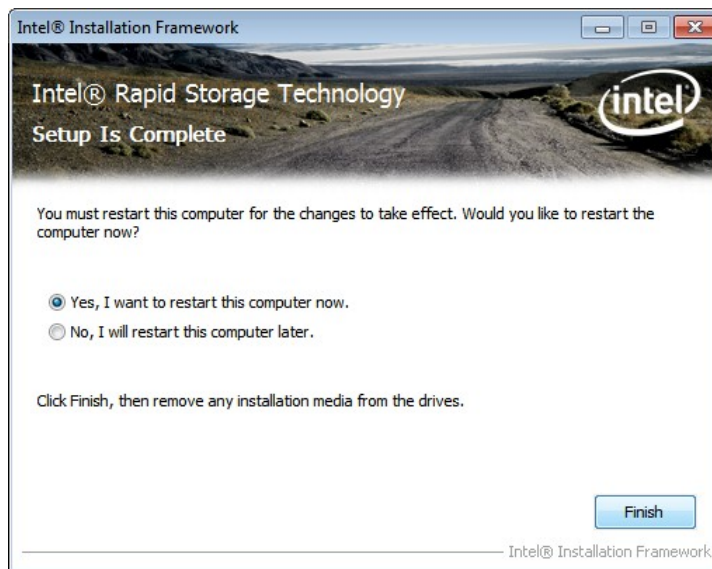 Intel® Installation Framework
Intel® Rapid Storage Technology
Setup Is Complete
intel
You must restart this computer for the changes to take effect. Would you like to restart the
computer now?
Yes, I want to restart this computer now.
No, I will restart this computer later.
Click Finish, then remove any installation media from the drives.
Finish
Intel® Installation Framework